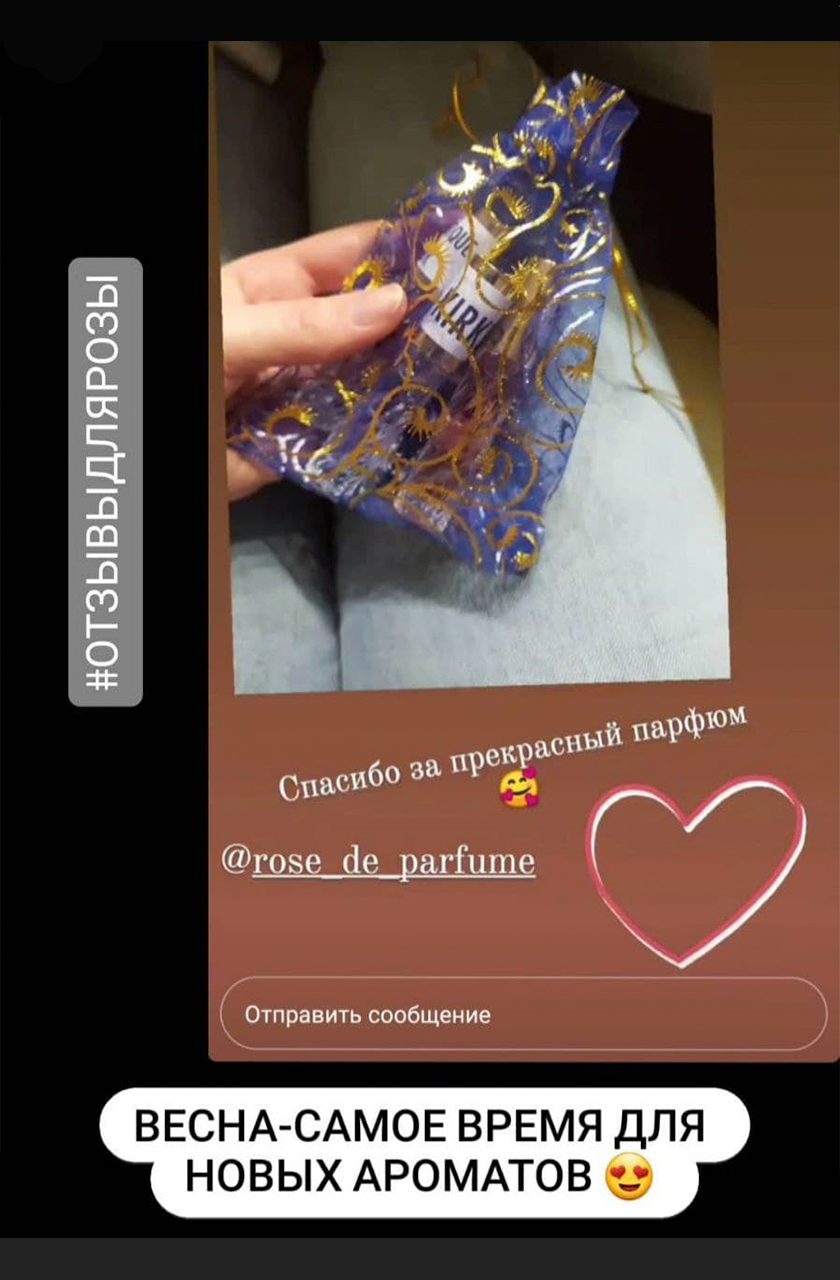 #ОТЗЫВЫДЛЯРОЗЫ
QUE
KIRK
Спасибо за прекрасный парфюм
🥰
@rose_de_parfume
Отправить сообщение
ВЕСНА-САМОЕ ВРЕМЯ ДЛЯ
НОВЫХ АРОМАТОВ 😍